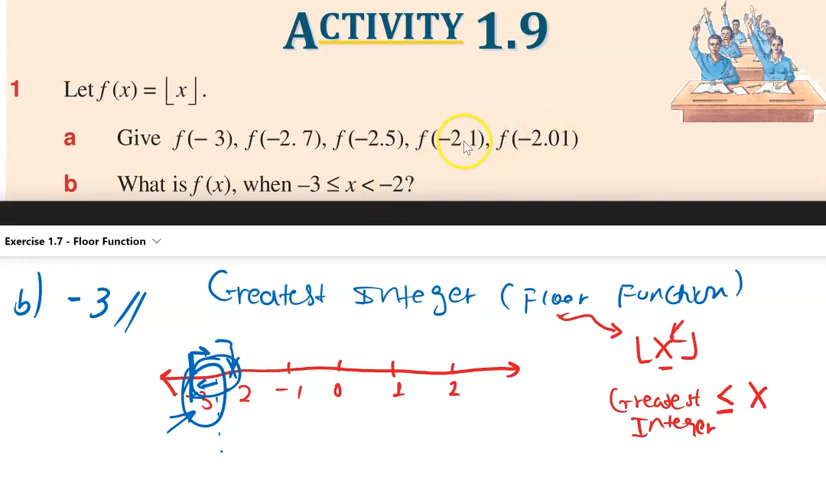 ACTIVITY 1.9
1 Let f (x) = ⌊x⌋.
a Give f (− 3), f (−2. 7), f (−2.5), f (−2.1), f (−2.01)
b What is f (x), when –3 ≤ x < −2?
Exercise 1.7 - Floor Function
b) -3 // Greatest Integer (Floor Function)
⌊x⌋
-3 2 -1 0 1 2
Greatest ≤ x
Integer